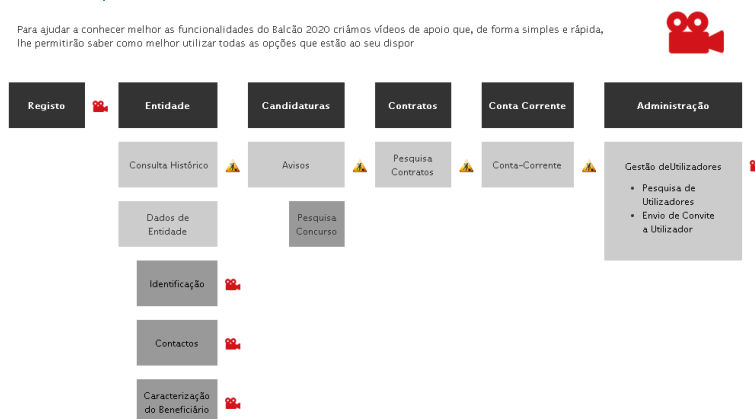 Para ajudar a conhecer melhor as funcionalidades do Balcão 2020 criámos vídeos de apoio que, de forma simples e rápida,
lhe permitirão saber como melhor utilizar todas as opções que estão ao seu dispor
Registo
Entidade
Candidaturas
Contratos
Conta Corrente
Administração
Consulta Histórico
Avisos
Pesquisa
Contratos
Conta-Corrente
Gestão deUtilizadores
• Pesquisa de
Utilizadores
• Envio de Convite
a Utilizador
Dados de
Entidade
Pesquisa
Concurso
Identificação
Contactos
Caracterização
do Beneficiário